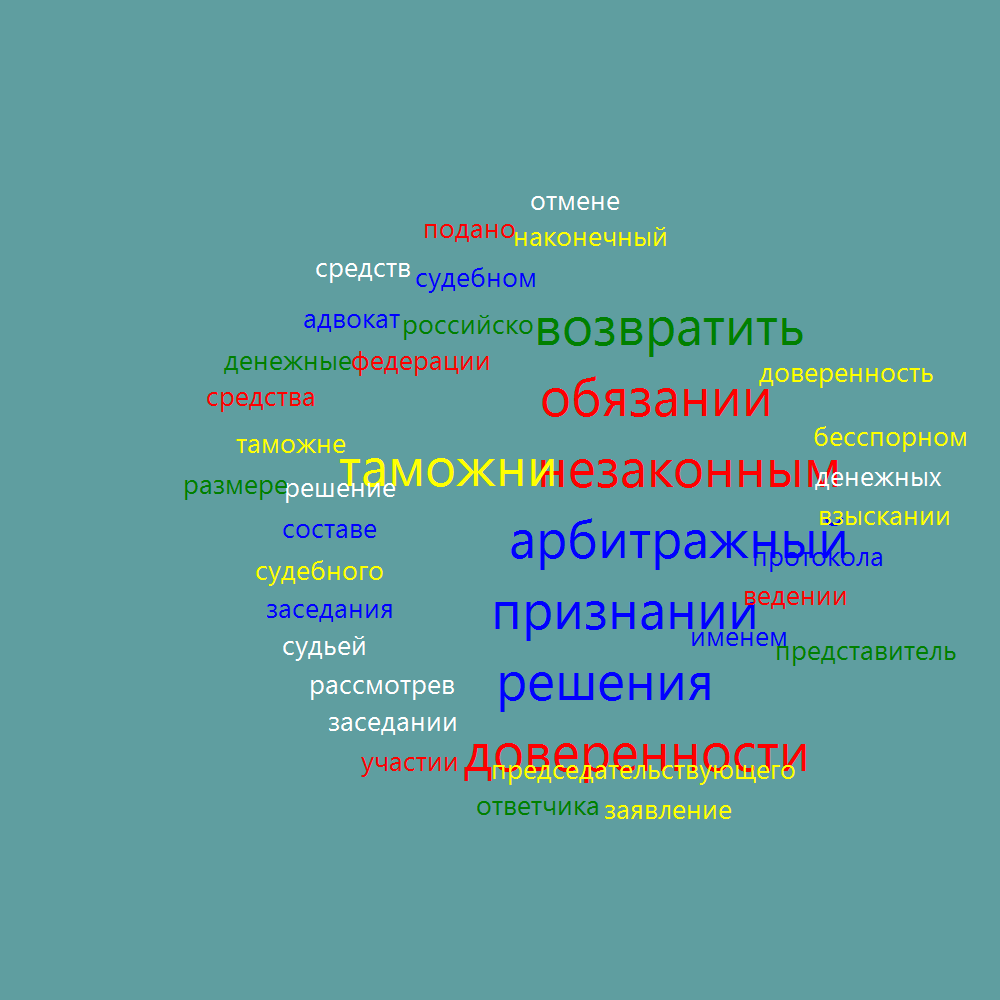 отмене
подано
наконечный
средств
судебном
адвокат
российско
возвратить
денежные
федерации
доверенность
средства
обязании
таможне
бесспорном
таможни
незаконным
денежных
размере
решение
взыскании
составе
арбитражный
протокола
судебного
ведении
заседания
признании
именем
судьей
представитель
рассмотрев
решения
заседании
участии
доверенности
председательствующего
ответчика
заявление